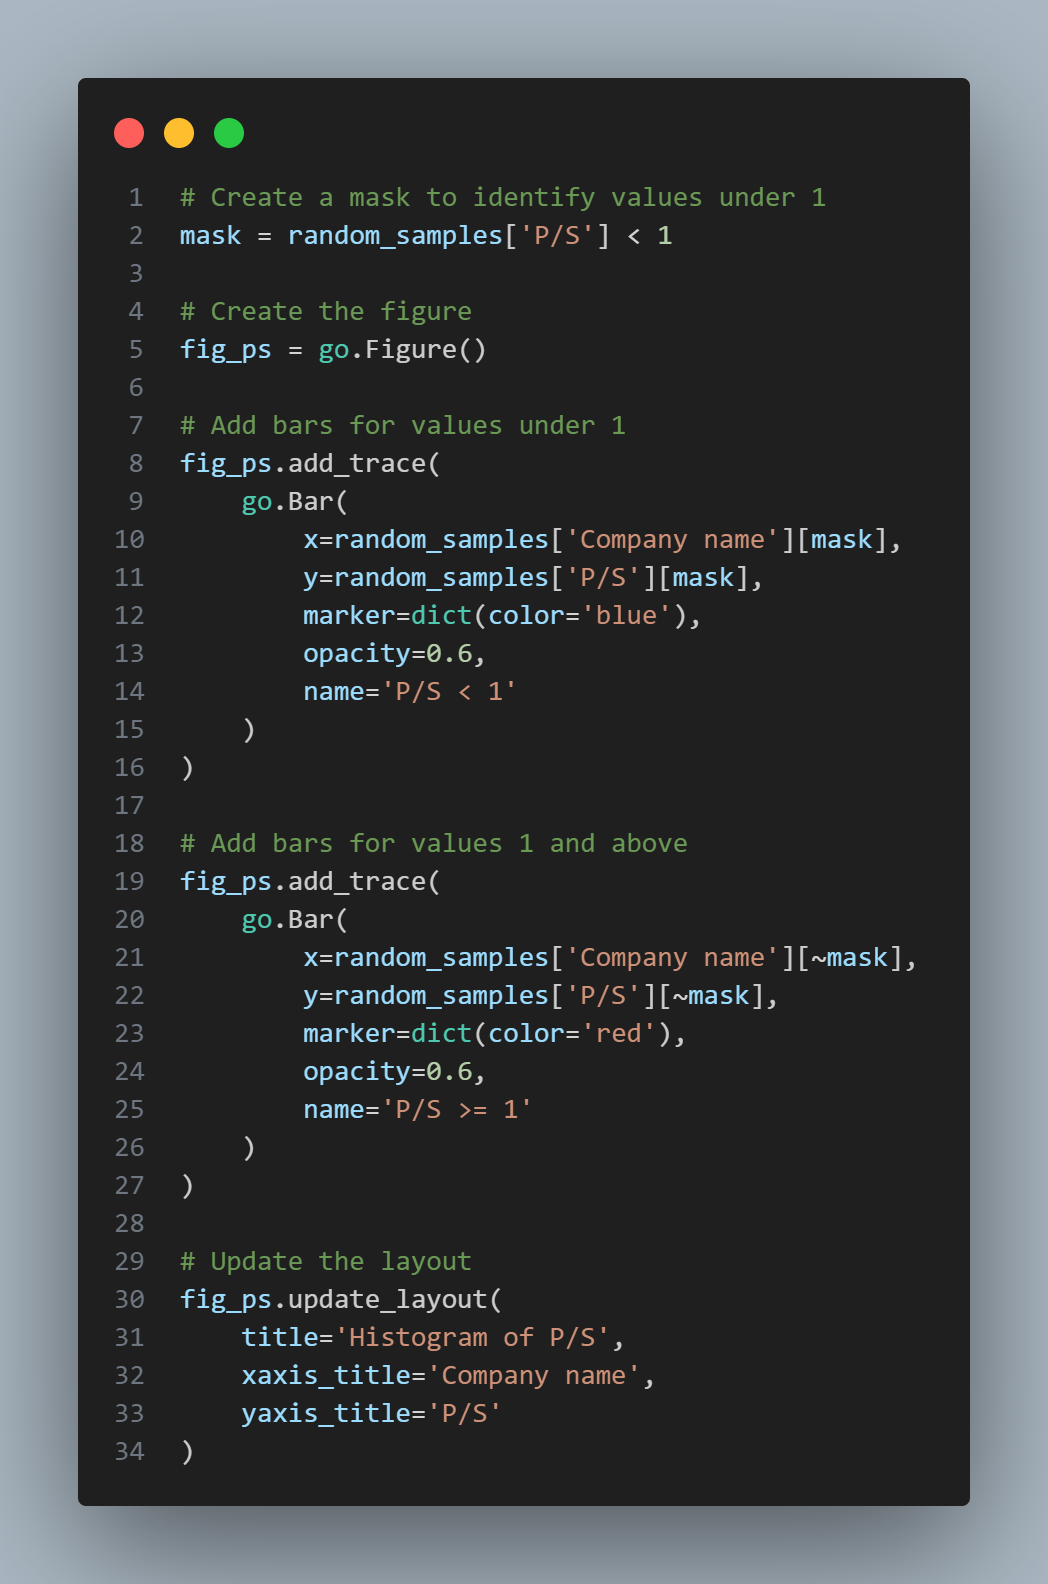 1 # Create a mask to identify values under 1
2 mask = random_samples['P/S'] < 1
3
4 # Create the figure
5 fig_ps = go.Figure()
6
7 # Add bars for values under 1
8 fig_ps.add_trace(
9     go.Bar(
10         x=random_samples['Company name'][mask],
11         y=random_samples['P/S'][mask],
12         marker=dict(color='blue'),
13         opacity=0.6,
14         name='P/S < 1'
15     )
16 )
17
18 # Add bars for values 1 and above
19 fig_ps.add_trace(
20     go.Bar(
21         x=random_samples['Company name'][~mask],
22         y=random_samples['P/S'][~mask],
23         marker=dict(color='red'),
24         opacity=0.6,
25         name='P/S >= 1'
26     )
27 )
28
29 # Update the layout
30 fig_ps.update_layout(
31     title='Histogram of P/S',
32     xaxis_title='Company name',
33     yaxis_title='P/S'
34 )